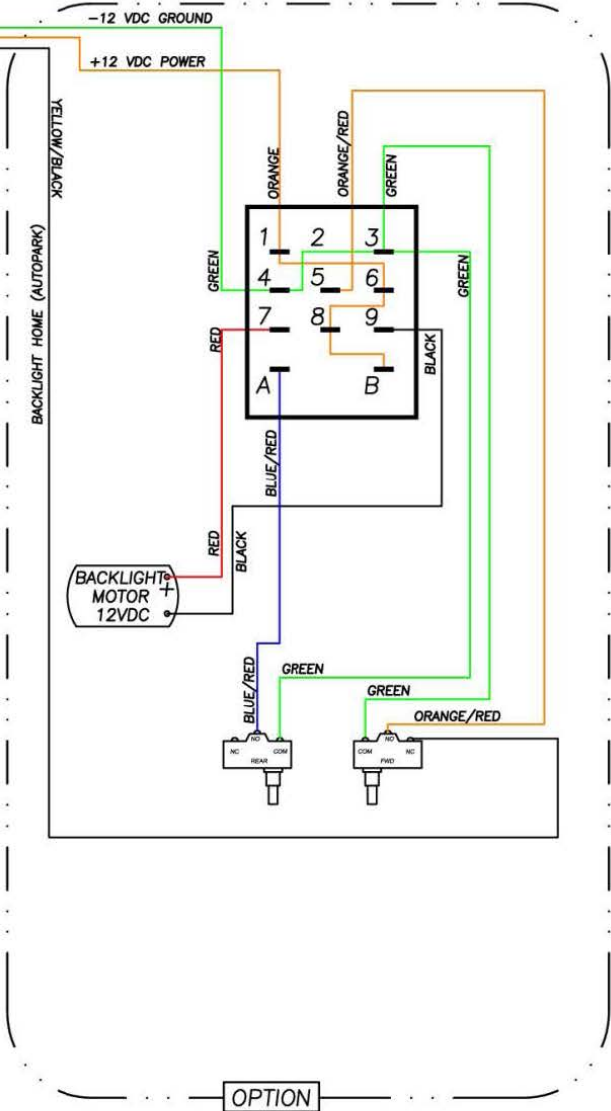 -12 VDC GROUND
+12 VDC POWER
YELLOW/BLACK
BACKLIGHT HOME (AUTOPARK)
ORANGE
ORANGE/RED
GREEN
GREEN
GREEN
1 2 3
4 5 6
7 8 9
A B
RED
BLACK
BLUE/RED
RED
BLACK
BACKLIGHT
MOTOR +
12VDC
BLUE/RED
GREEN
GREEN
ORANGE/RED
NC NO COM
REAR
COM NO NC
FWD
OPTION